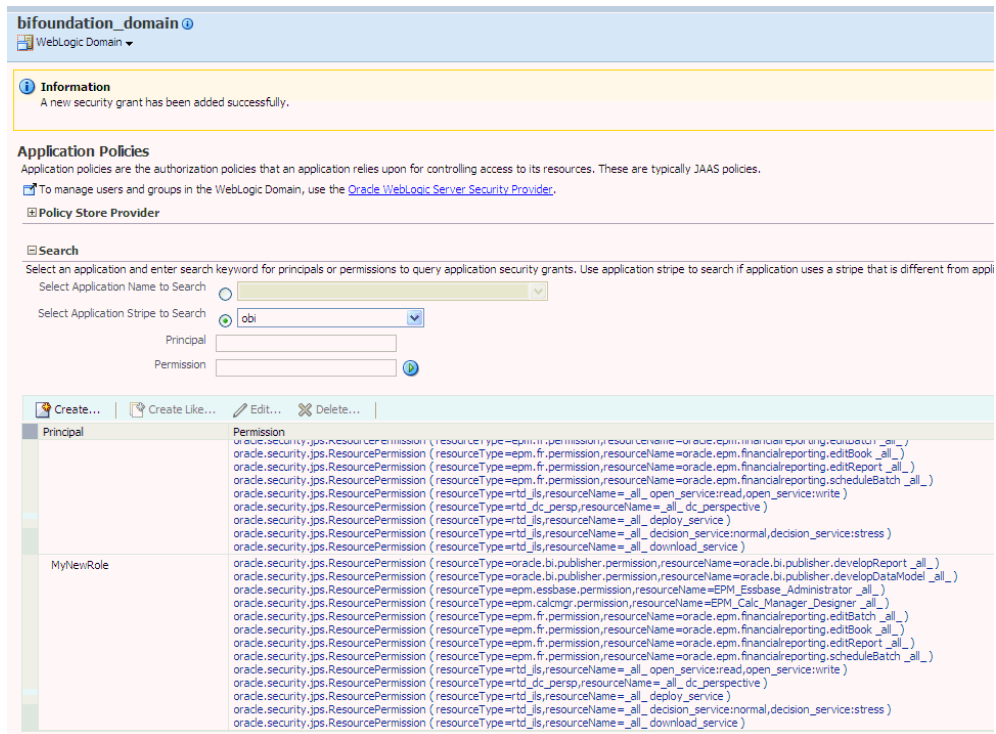 bifoundation_domain
WebLogic Domain
Information
A new security grant has been added successfully.
Application Policies
Application policies are the authorization policies that an application relies upon for controlling access to its resources. These are typically JAAS policies.
To manage users and groups in the WebLogic Domain, use the Oracle WebLogic Server Security Provider.
Policy Store Provider
Search
Select an application and enter search keyword for principals or permissions to query application security grants. Use application stripe to search if application uses a stripe that is different from appli
Select Application Name to Search
Select Application Stripe to Search obi
Principal
Permission
Create... Create Like... Edit... Delete...
Principal Permission
oracle.security.jps.ResourcePermission ( resourceType=epm.fr.permission,resourceName=oracle.epm.financialreporting.editBatch _all_ )
oracle.security.jps.ResourcePermission ( resourceType=epm.fr.permission,resourceName=oracle.epm.financialreporting.editBook _all_ )
oracle.security.jps.ResourcePermission ( resourceType=epm.fr.permission,resourceName=oracle.epm.financialreporting.editReport _all_ )
oracle.security.jps.ResourcePermission ( resourceType=epm.fr.permission,resourceName=oracle.epm.financialreporting.scheduleBatch _all_ )
oracle.security.jps.ResourcePermission ( resourceType=rtd_ils,resourceName=_all_ open_service:read,open_service:write )
oracle.security.jps.ResourcePermission ( resourceType=rtd_dc_persp,resourceName=_all_ dc_perspective )
oracle.security.jps.ResourcePermission ( resourceType=rtd_ils,resourceName=_all_ deploy_service )
oracle.security.jps.ResourcePermission ( resourceType=rtd_ils,resourceName=_all_ decision_service:normal,decision_service:stress )
oracle.security.jps.ResourcePermission ( resourceType=rtd_ils,resourceName=_all_ download_service )
MyNewRole oracle.security.jps.ResourcePermission ( resourceType=oracle.bi.publisher.permission,resourceName=oracle.bi.publisher.developReport _all_ )
oracle.security.jps.ResourcePermission ( resourceType=oracle.bi.publisher.permission,resourceName=oracle.bi.publisher.developDataModel _all_ )
oracle.security.jps.ResourcePermission ( resourceType=epm.essbase.permission,resourceName=EPM_Essbase_Administrator _all_ )
oracle.security.jps.ResourcePermission ( resourceType=epm.calcmgr.permission,resourceName=EPM_Calc_Manager_Designer _all_ )
oracle.security.jps.ResourcePermission ( resourceType=epm.fr.permission,resourceName=oracle.epm.financialreporting.editBatch _all_ )
oracle.security.jps.ResourcePermission ( resourceType=epm.fr.permission,resourceName=oracle.epm.financialreporting.editBook _all_ )
oracle.security.jps.ResourcePermission ( resourceType=epm.fr.permission,resourceName=oracle.epm.financialreporting.editReport _all_ )
oracle.security.jps.ResourcePermission ( resourceType=epm.fr.permission,resourceName=oracle.epm.financialreporting.scheduleBatch _all_ )
oracle.security.jps.ResourcePermission ( resourceType=rtd_ils,resourceName=_all_ open_service:read,open_service:write )
oracle.security.jps.ResourcePermission ( resourceType=rtd_dc_persp,resourceName=_all_ dc_perspective )
oracle.security.jps.ResourcePermission ( resourceType=rtd_ils,resourceName=_all_ deploy_service )
oracle.security.jps.ResourcePermission ( resourceType=rtd_ils,resourceName=_all_ decision_service:normal,decision_service:stress )
oracle.security.jps.ResourcePermission ( resourceType=rtd_ils,resourceName=_all_ download_service )